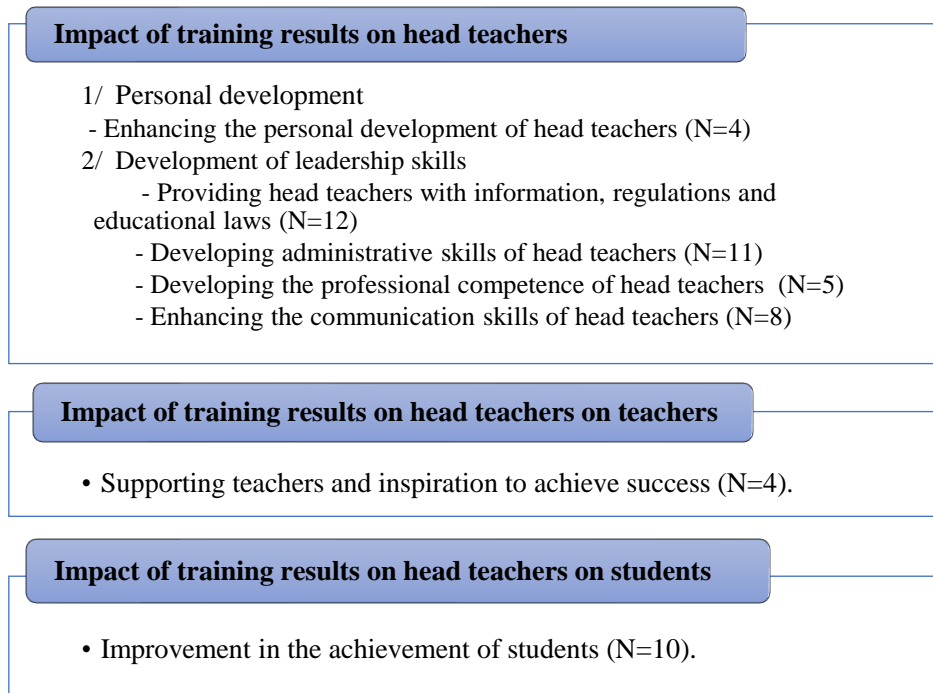 Impact of training results on head teachers
1/ Personal development
- Enhancing the personal development of head teachers (N=4)
2/ Development of leadership skills
- Providing head teachers with information, regulations and
educational laws (N=12)
- Developing administrative skills of head teachers (N=11)
- Developing the professional competence of head teachers (N=5)
- Enhancing the communication skills of head teachers (N=8)
Impact of training results on head teachers on teachers
• Supporting teachers and inspiration to achieve success (N=4).
Impact of training results on head teachers on students
• Improvement in the achievement of students (N=10).